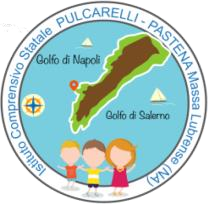 Istituto Comprensivo Statale PULCARELLI - PASTENA Massa Lubrense (NA)
Golfo di Napoli
Golfo di Salerno